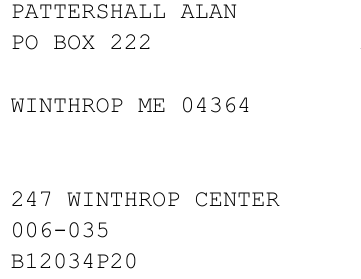 PATTERSHALL ALAN
PO BOX 222
WINTHROP ME 04364
247 WINTHROP CENTER
006-035
B12034P20